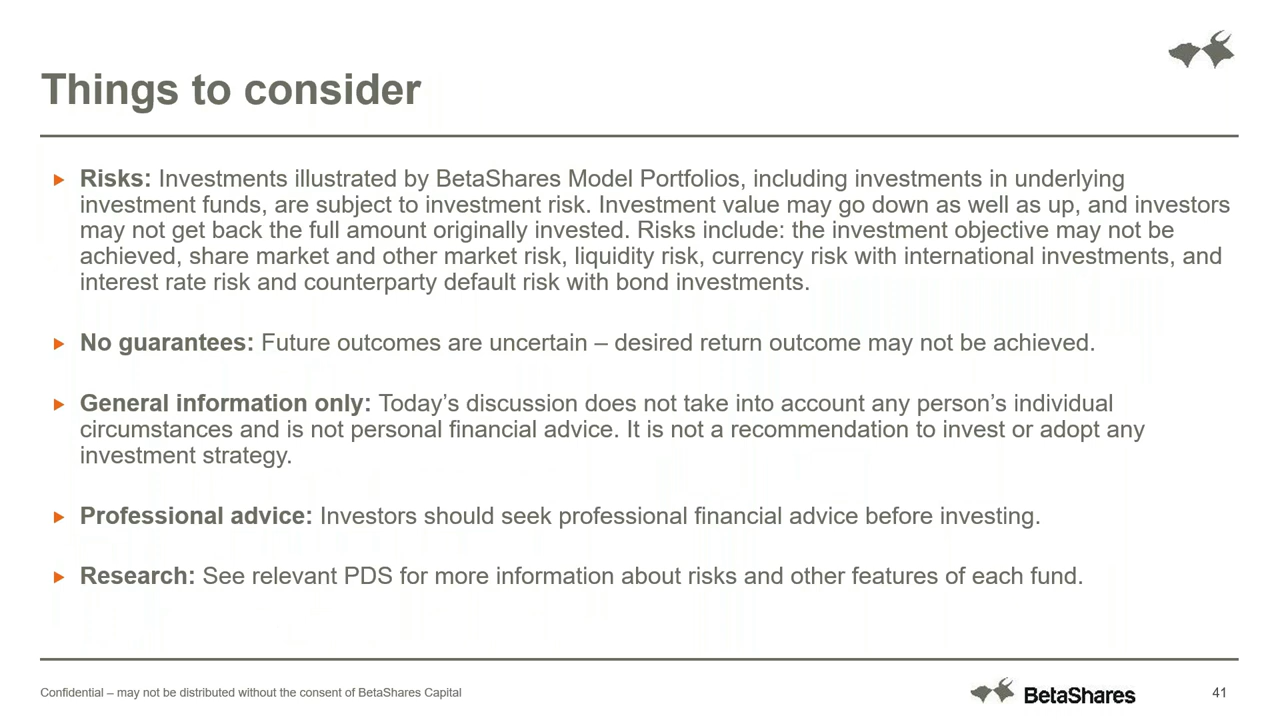 Things to consider
Risks: Investments illustrated by BetaShares Model Portfolios, including investments in underlying
investment funds, are subject to investment risk. Investment value may go down as well as up, and investors
may not get back the full amount originally invested. Risks include: the investment objective may not be
achieved, share market and other market risk, liquidity risk, currency risk with international investments, and
interest rate risk and counterparty default risk with bond investments.
No guarantees: Future outcomes are uncertain – desired return outcome may not be achieved.
General information only: Today’s discussion does not take into account any person’s individual
circumstances and is not personal financial advice. It is not a recommendation to invest or adopt any
investment strategy.
Professional advice: Investors should seek professional financial advice before investing.
Research: See relevant PDS for more information about risks and other features of each fund.
Confidential – may not be distributed without the consent of BetaShares Capital
BetaShares
41